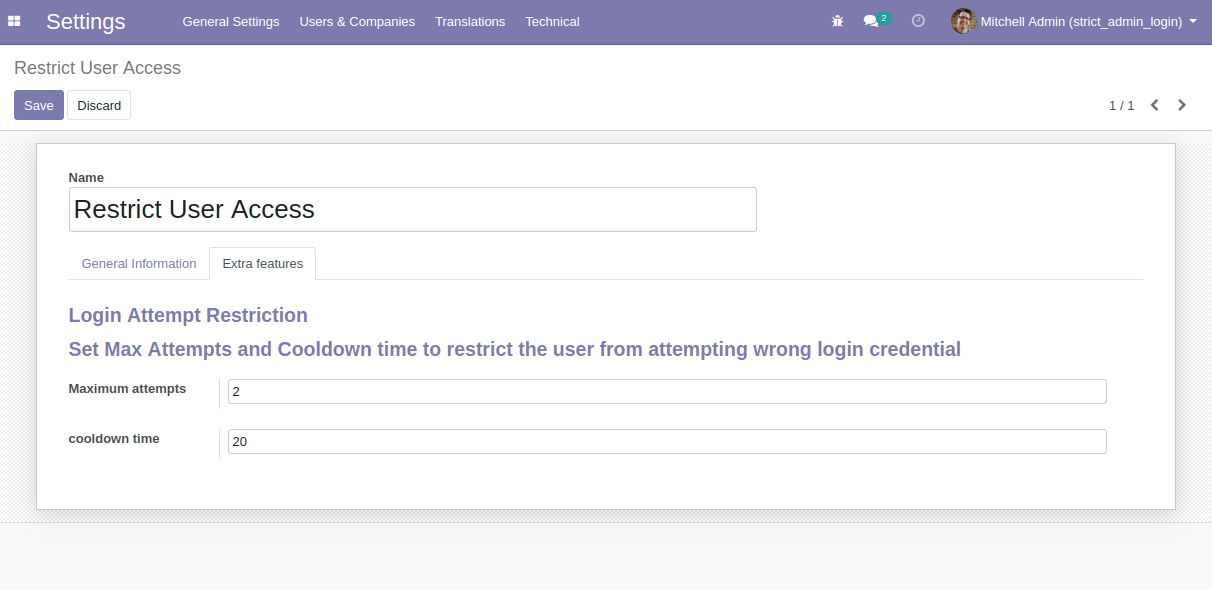 Settings General Settings Users & Companies Translations Technical 2 Mitchell Admin (strict_admin_login)
Restrict User Access
Save Discard 1 / 1
Name
Restrict User Access
General Information Extra features
Login Attempt Restriction
Set Max Attempts and Cooldown time to restrict the user from attempting wrong login credential
Maximum attempts 2
cooldown time 20